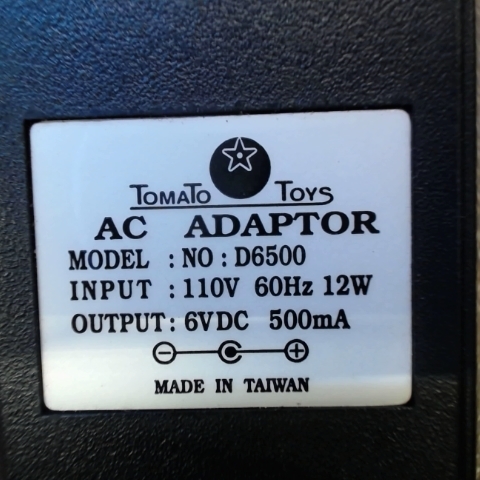 TOMATO TOYS
AC ADAPTOR
MODEL : NO : D6500
INPUT : 110V 60Hz 12W
OUTPUT : 6VDC 500mA
MADE IN TAIWAN